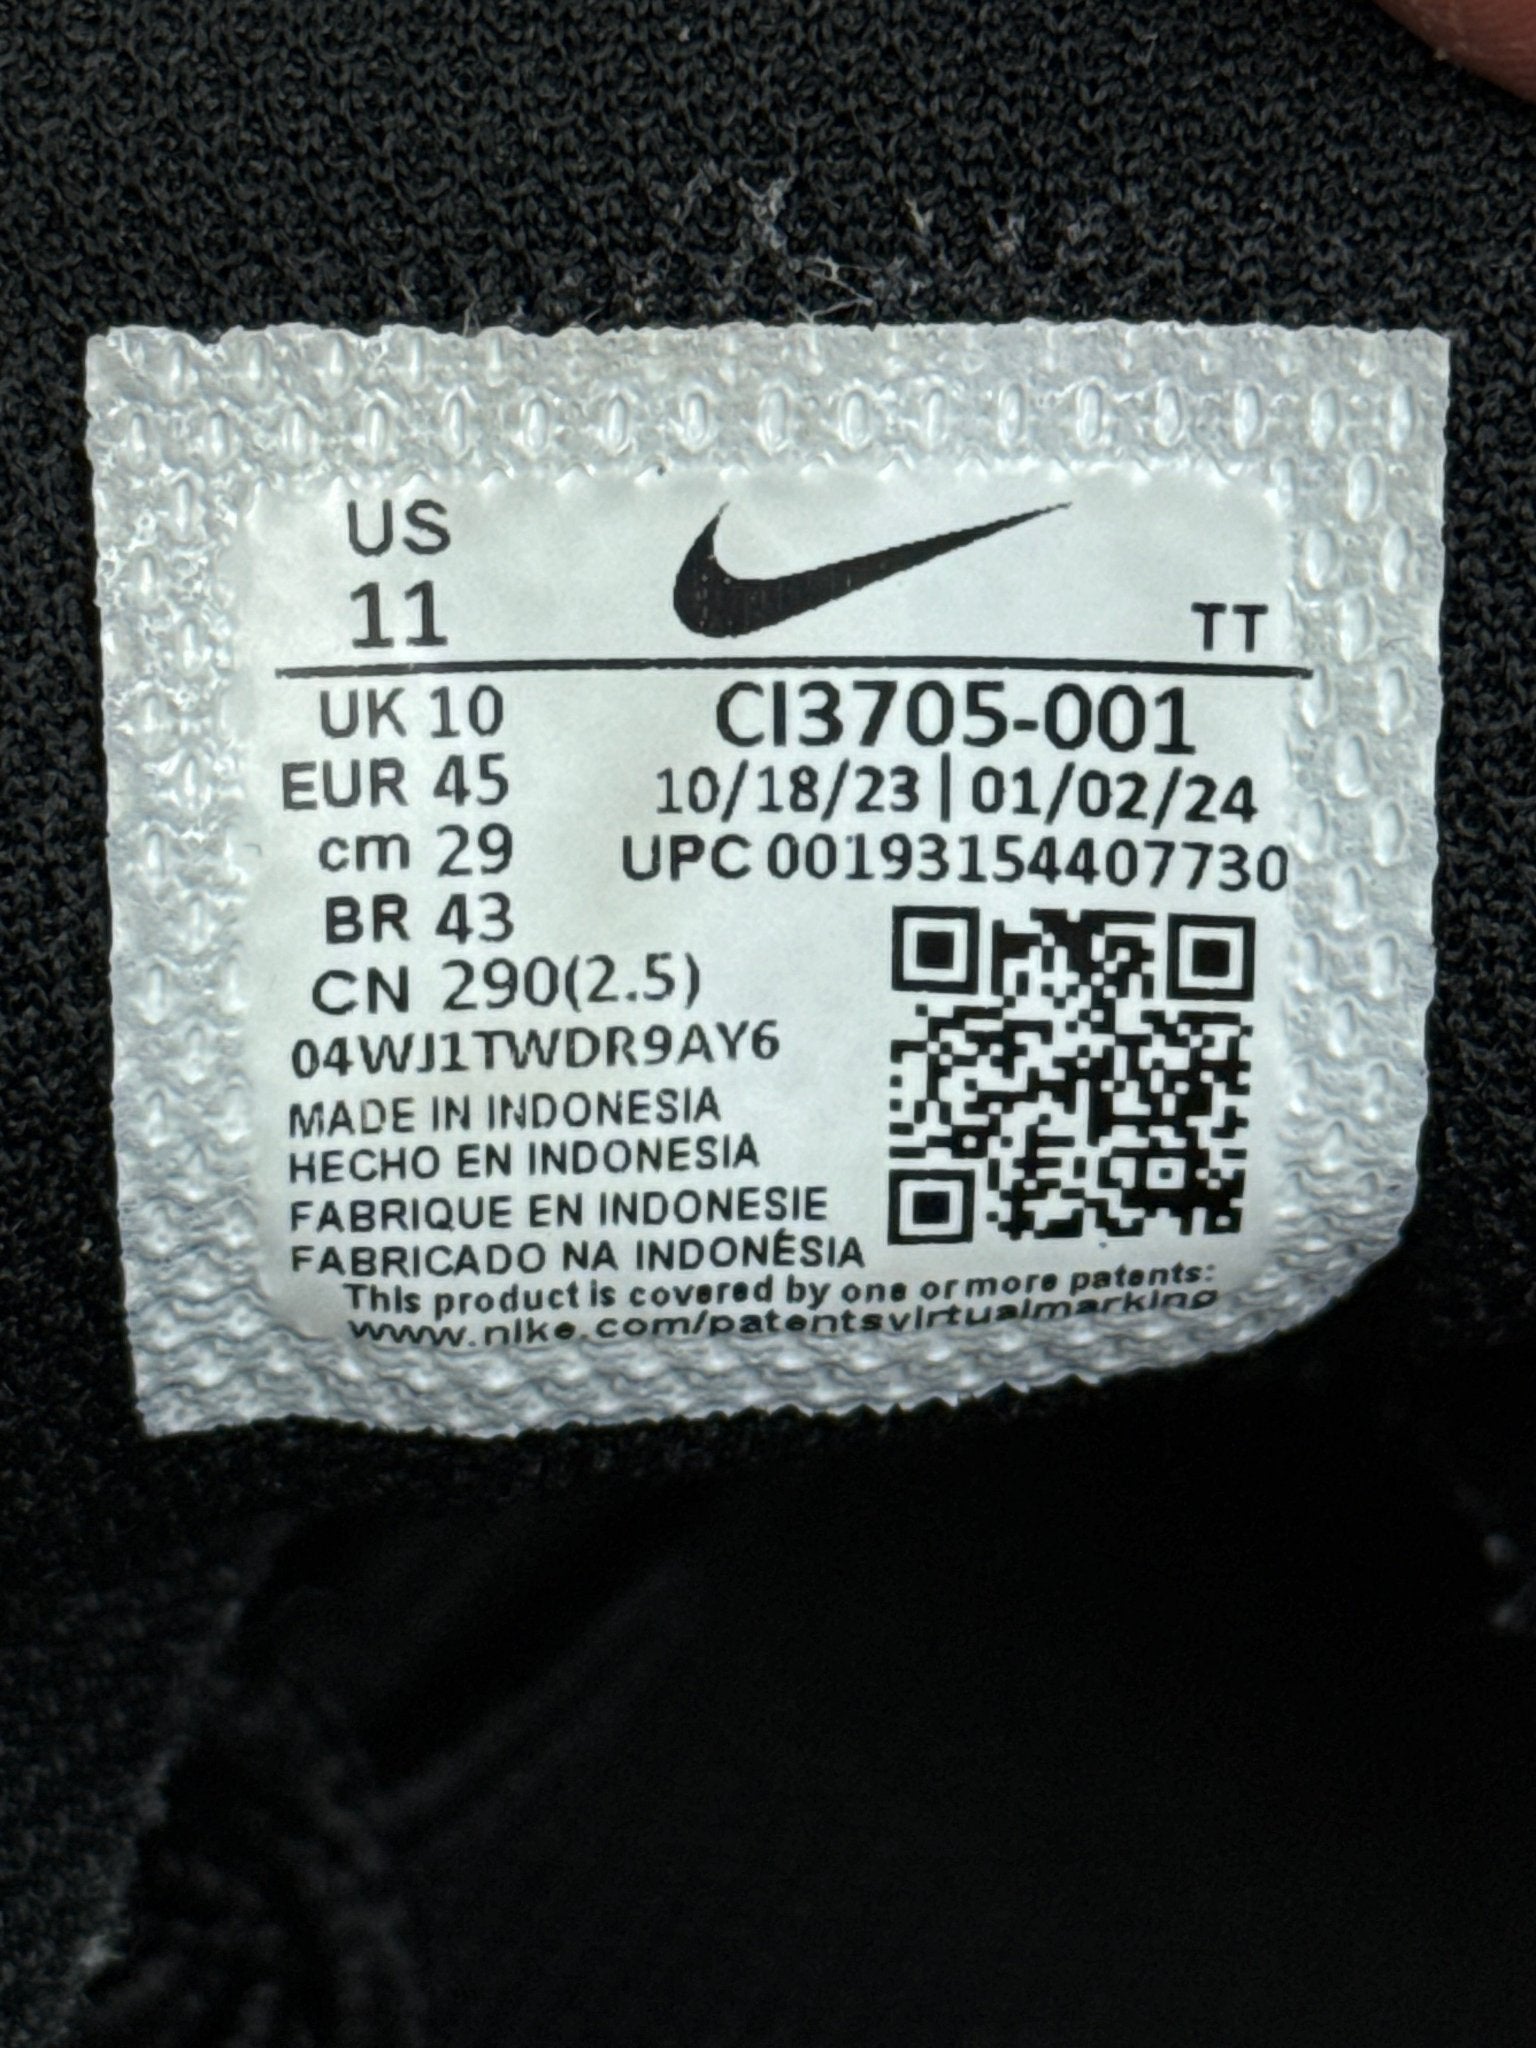 US
11
TT
UK 10
EUR 45
cm 29
BR 43
CN 290(2.5)
CI3705-001
10/18/23 | 01/02/24
UPC 00193154407730
04WJ1TWDR9AY6
MADE IN INDONESIA
HECHO EN INDONESIA
FABRIQUE EN INDONESIE
FABRICADO NA INDONÉSIA
This product is covered by one or more patents:
www.nike.com/patentsvirtualmarking